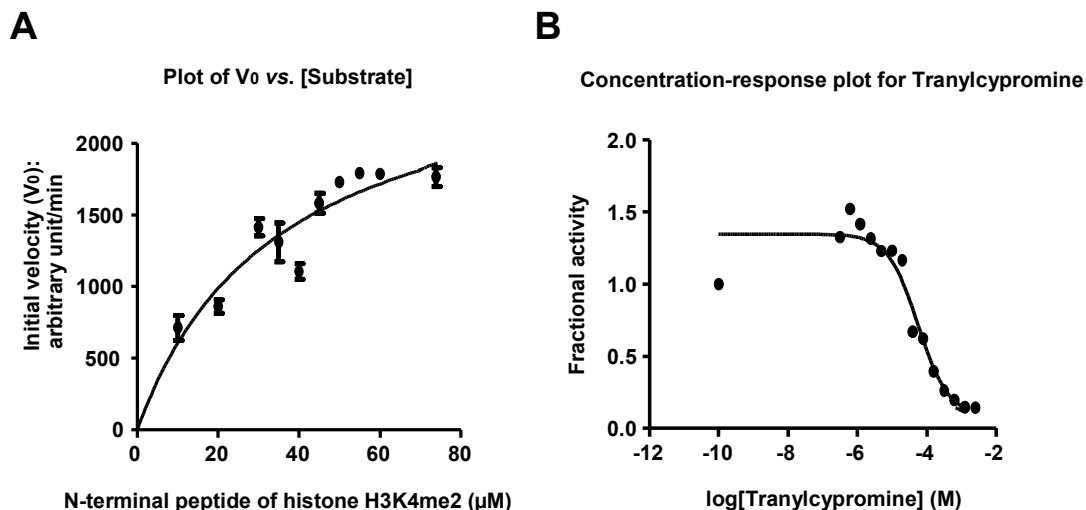 A
Plot of V0 vs. [Substrate]
Initial velocity (V0):
arbitrary unit/min
2000
1500
1000
500
0
0 20 40 60 80
N-terminal peptide of histone H3K4me2 (µM)
B
Concentration-response plot for Tranylcypromine
Fractional activity
2.0
1.5
1.0
0.5
0.0
-12 -10 -8 -6 -4 -2
log[Tranylcypromine] (M)